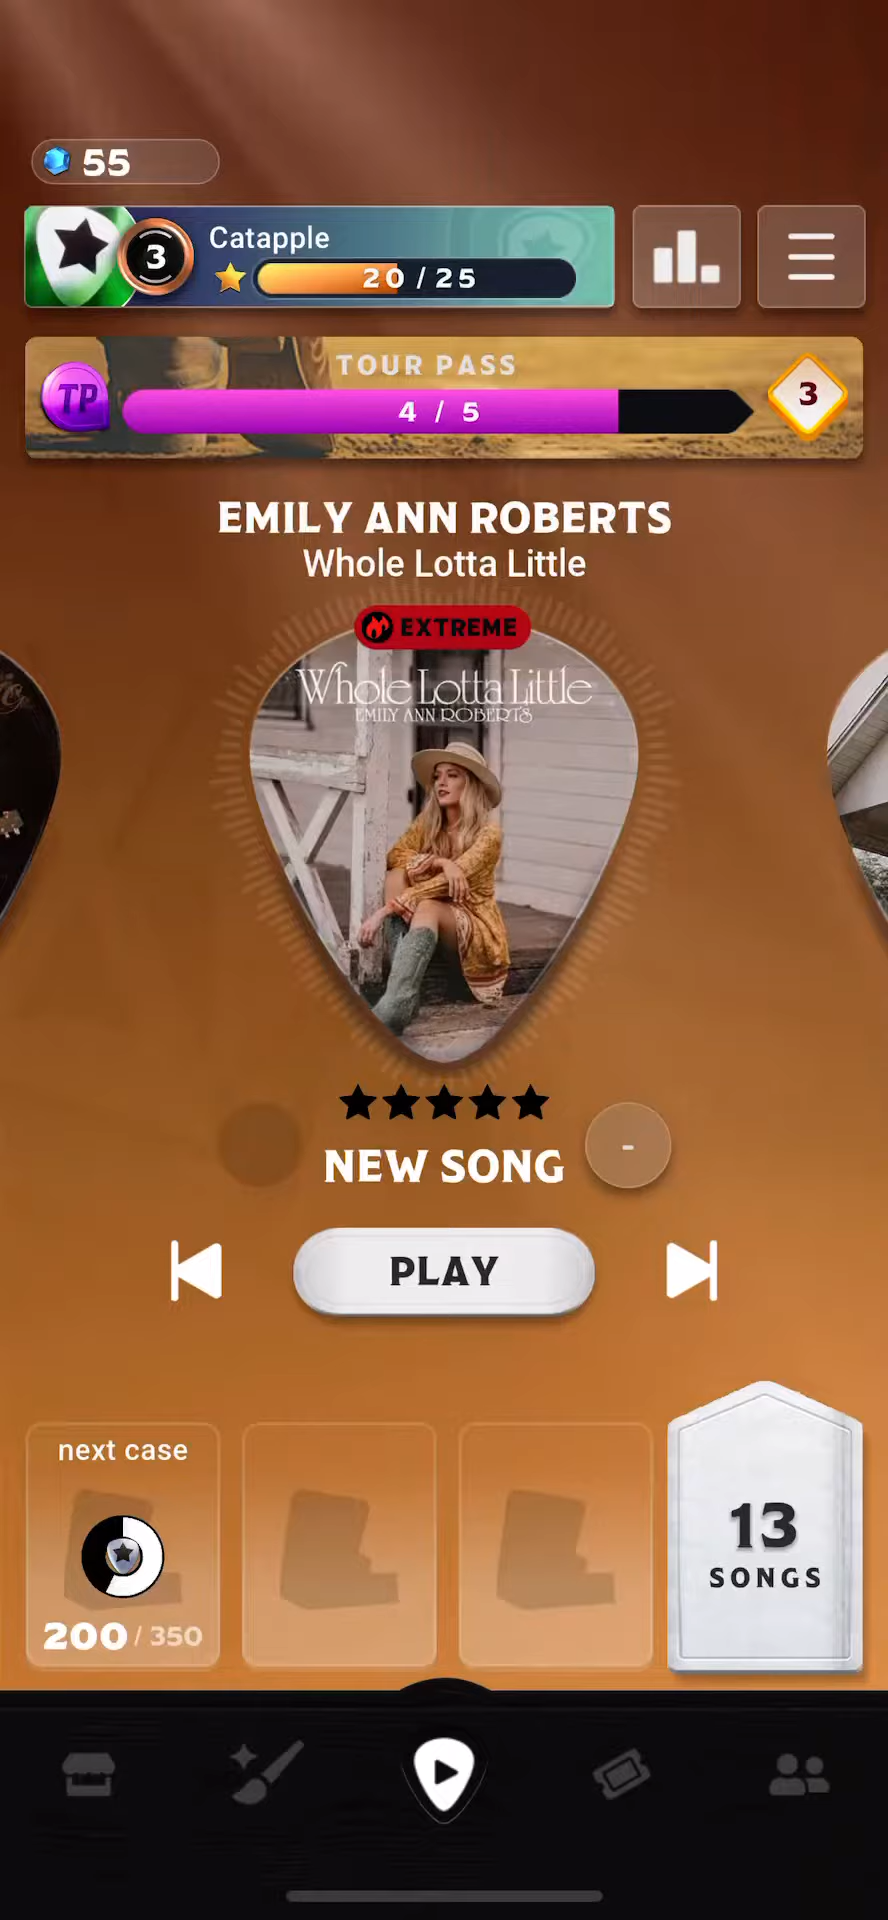 55
3
Catapple
20 / 25
TOUR PASS
TP
4 / 5
3
EMILY ANN ROBERTS
Whole Lotta Little
EXTREME
Whole Lotta Little
EMILY ANN ROBERTS
NEW SONG
-
PLAY
next case
200 / 350
13
SONGS